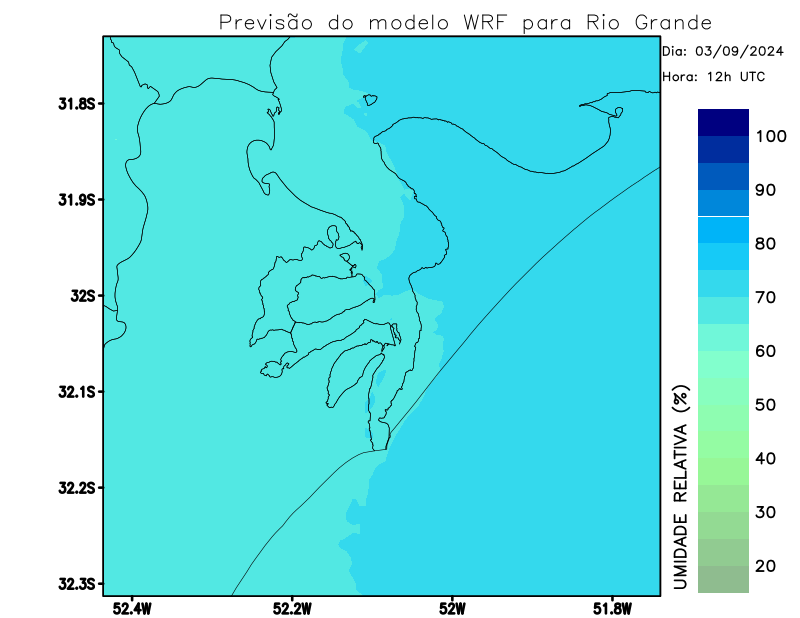 Previsão do modelo WRF para Rio Grande
Dia: 03/09/2024
Hora: 12h UTC
31.8S
31.9S
32S
32.1S
32.2S
32.3S
52.4W
52.2W
52W
51.8W
100
90
80
70
60
50
40
30
20
UMIDADE RELATIVA (%)